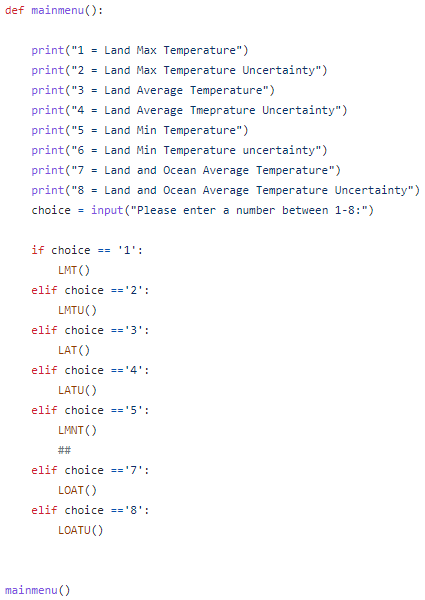 def mainmenu():
print("1 = Land Max Temperature")
print("2 = Land Max Temperature Uncertainty")
print("3 = Land Average Temperature")
print("4 = Land Average Tmeprature Uncertainty")
print("5 = Land Min Temperature")
print("6 = Land Min Temperature uncertainty")
print("7 = Land and Ocean Average Temperature")
print("8 = Land and Ocean Average Temperature Uncertainty")
choice = input("Please enter a number between 1-8:")
if choice == '1':
LMT()
elif choice =='2':
LMTU()
elif choice =='3':
LAT()
elif choice =='4':
LATU()
elif choice =='5':
LMNT()
##
elif choice =='7':
LOAT()
elif choice =='8':
LOATU()
mainmenu()